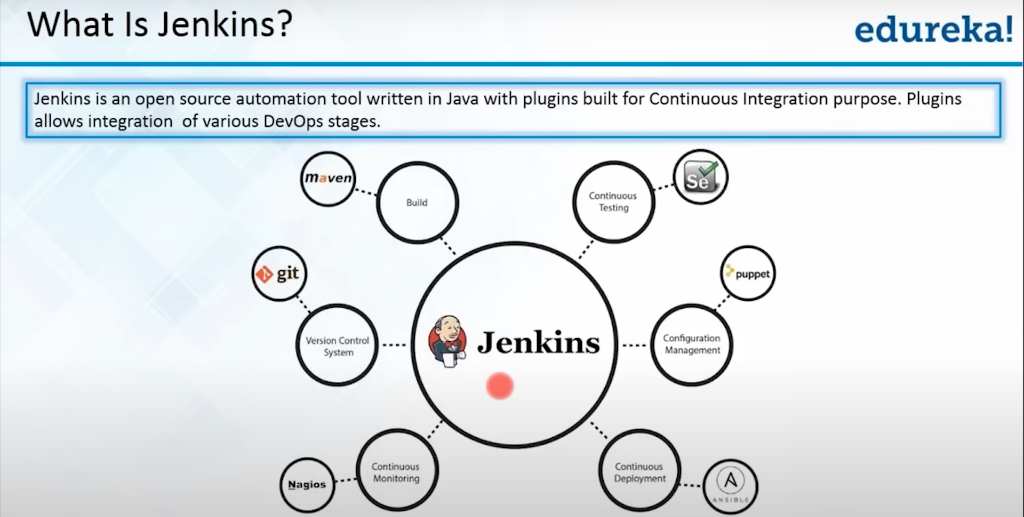 What Is Jenkins?
edureka!
Jenkins is an open source automation tool written in Java with plugins built for Continuous Integration purpose. Plugins
allows integration of various DevOps stages.
maven
Build
Continuous
Testing
Se
git
puppet
Version Control
System
Jenkins
Configuration
Management
Continuous
Monitoring
Nagios
Continuous
Deployment
A
ANSIBLE